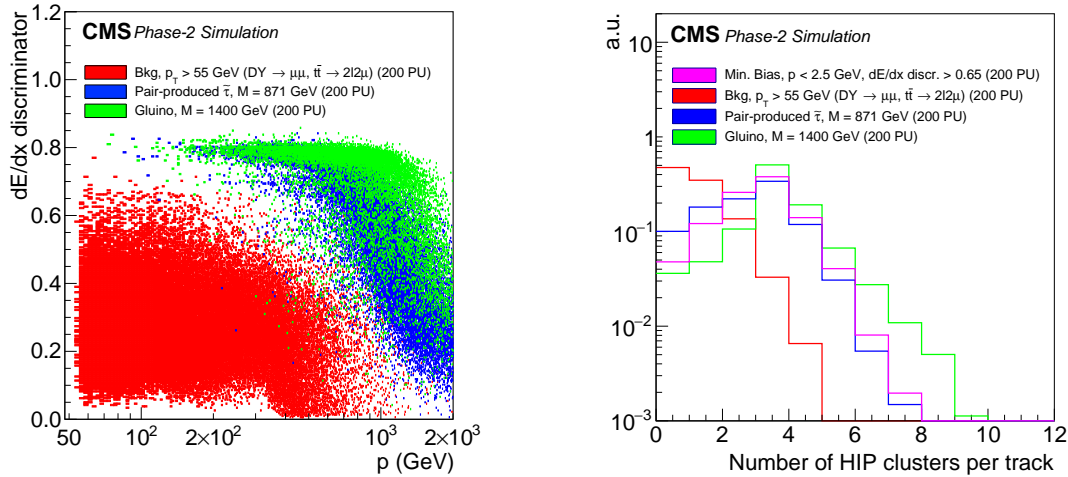 CMS Phase-2 Simulation
Bkg, p_T > 55 GeV (DY → μμ, tt̄ → 2l2μ) (200 PU)
Pair-produced τ̃, M = 871 GeV (200 PU)
Gluino, M = 1400 GeV (200 PU)
dE/dx discriminator
1.2
1.0
0.8
0.6
0.4
0.2
0.0
50
10²
2×10²
10³
2×10³
p (GeV)
CMS Phase-2 Simulation
Min. Bias, p < 2.5 GeV, dE/dx discr. > 0.65 (200 PU)
Bkg, p_T > 55 GeV (DY → μμ, tt̄ → 2l2μ) (200 PU)
Pair-produced τ̃, M = 871 GeV (200 PU)
Gluino, M = 1400 GeV (200 PU)
a.u.
10
1
10⁻¹
10⁻²
10⁻³
0
2
4
6
8
10
12
Number of HIP clusters per track